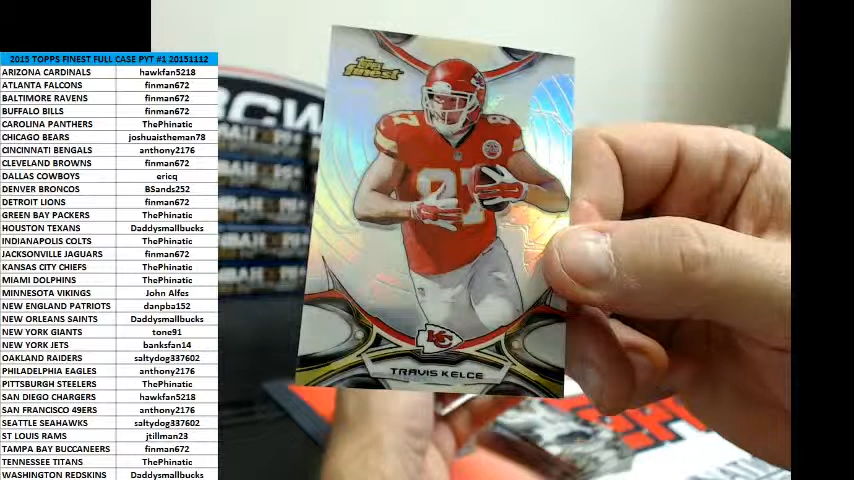 2015 TOPPS FINEST FULL CASE PYT #1 20151112
ARIZONA CARDINALS hawkfan5218
ATLANTA FALCONS finman672
BALTIMORE RAVENS finman672
BUFFALO BILLS finman672
CAROLINA PANTHERS ThePhinatic
CHICAGO BEARS joshuaistheman78
CINCINNATI BENGALS anthony2176
CLEVELAND BROWNS finman672
DALLAS COWBOYS ericq
DENVER BRONCOS BSands252
DETROIT LIONS finman672
GREEN BAY PACKERS ThePhinatic
HOUSTON TEXANS Daddysmallbucks
INDIANAPOLIS COLTS ThePhinatic
JACKSONVILLE JAGUARS finman672
KANSAS CITY CHIEFS ThePhinatic
MIAMI DOLPHINS ThePhinatic
MINNESOTA VIKINGS John Alfes
NEW ENGLAND PATRIOTS danpba152
NEW ORLEANS SAINTS Daddysmallbucks
NEW YORK GIANTS tone91
NEW YORK JETS banksfan14
OAKLAND RAIDERS saltydog337602
PHILADELPHIA EAGLES anthony2176
PITTSBURGH STEELERS ThePhinatic
SAN DIEGO CHARGERS hawkfan5218
SAN FRANCISCO 49ERS anthony2176
SEATTLE SEAHAWKS saltydog337602
ST LOUIS RAMS jtillman23
TAMPA BAY BUCCANEERS finman672
TENNESSEE TITANS ThePhinatic
WASHINGTON REDSKINS Daddysmallbucks
Topps
finest
87
87
KC
TRAVIS KELCE